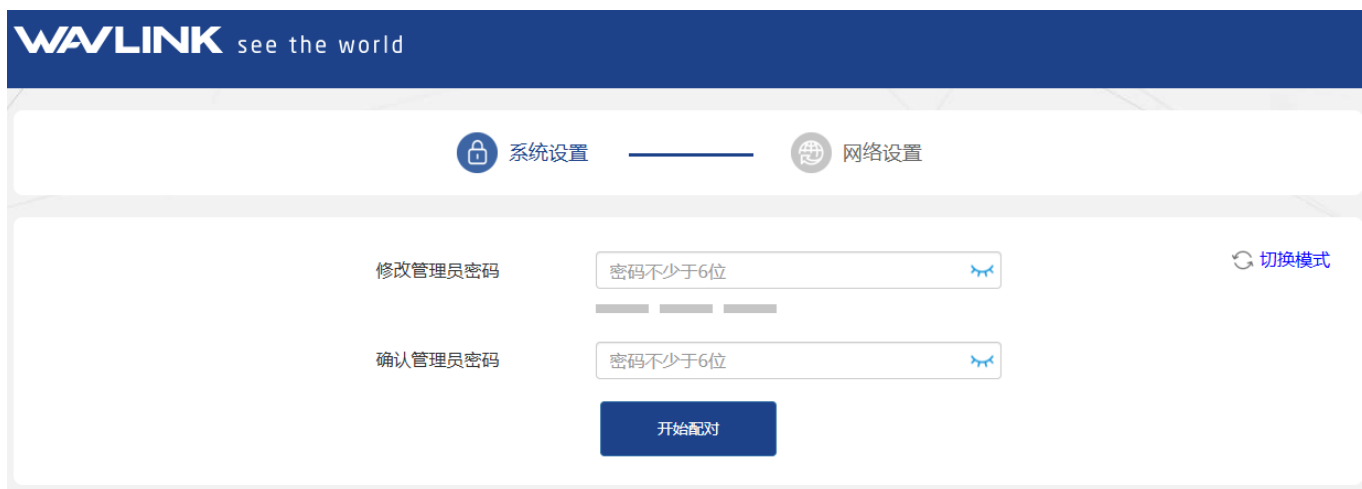 WAVLINK see the world
系统设置 网络设置
修改管理员密码 密码不少于6位 切换模式
确认管理员密码 密码不少于6位
开始配对